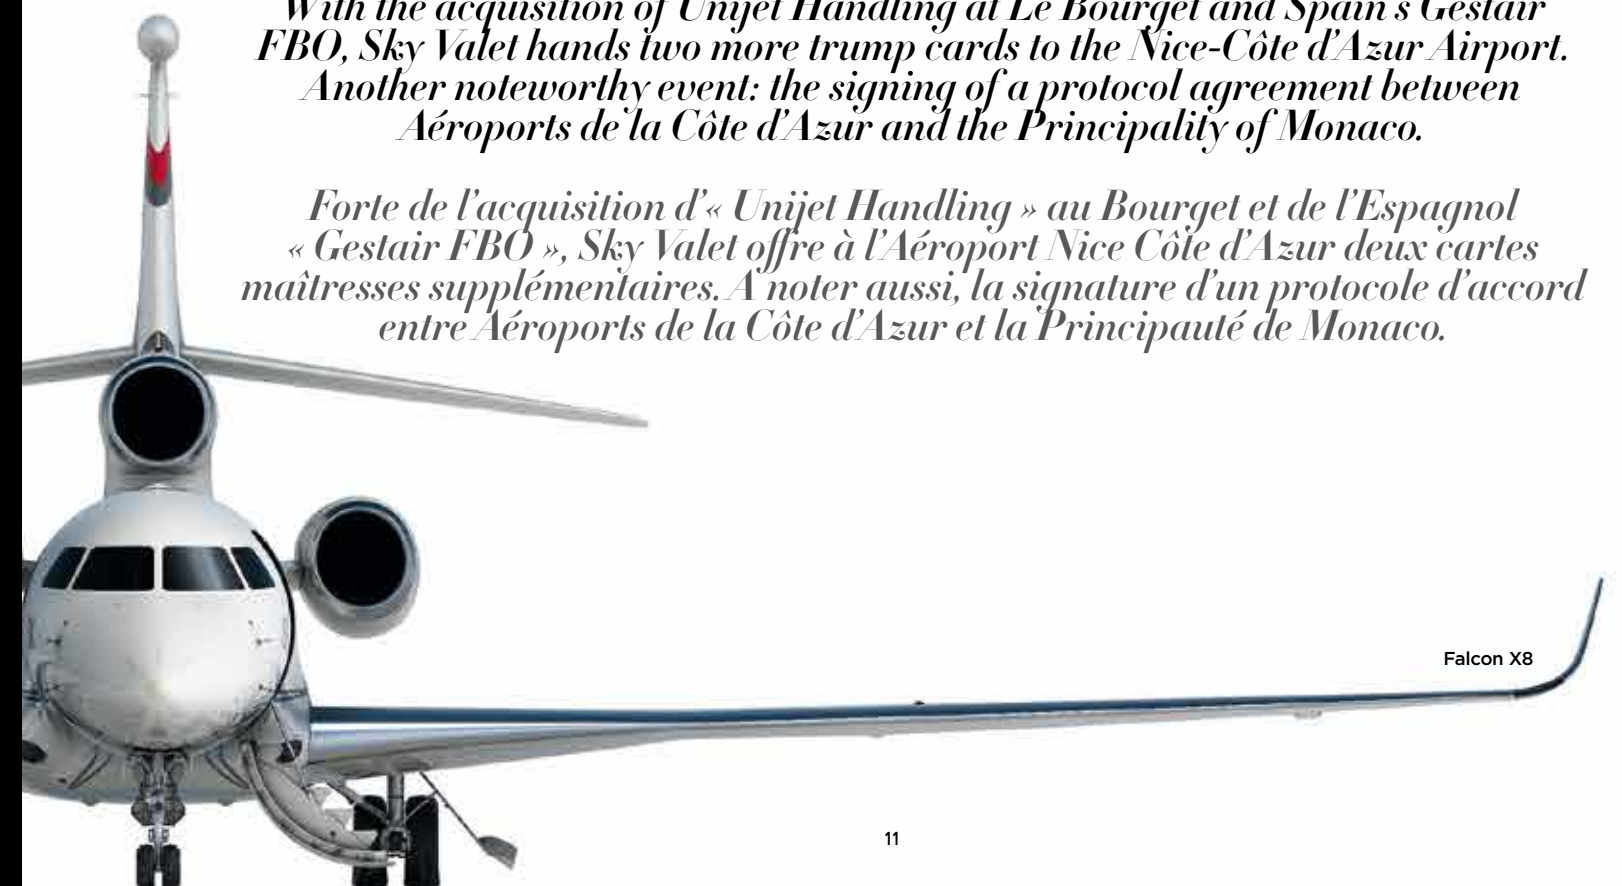 With the acquisition of Unijet Handling at Le Bourget and Spain's Gestair
FBO, Sky Valet hands two more trump cards to the Nice-Côte d'Azur Airport.
Another noteworthy event: the signing of a protocol agreement between
Aéroports de la Côte d'Azur and the Principality of Monaco.
Forte de l'acquisition d'« Unijet Handling » au Bourget et de l'Espagnol
« Gestair FBO », Sky Valet offre à l'Aéroport Nice Côte d'Azur deux cartes
maîtresses supplémentaires. A noter aussi, la signature d'un protocole d'accord
entre Aéroports de la Côte d'Azur et la Principauté de Monaco.
Falcon X8
11